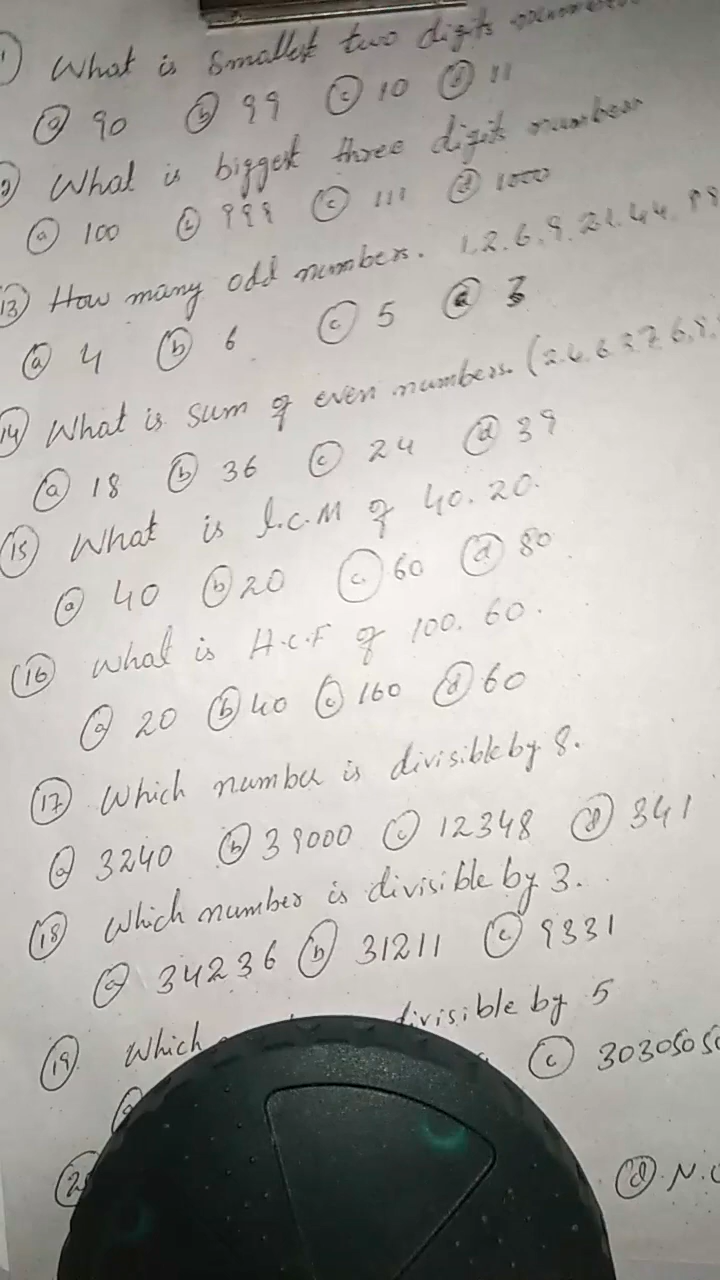 What is smallest two digits
ⓐ 90 ⓑ 99 ⓒ 10 ⓓ 11
What is biggest three digits number
ⓐ 100 ⓑ 999 ⓒ 111 ⓓ 1000
13 How many odd numbers. 1,2,6,9,21,44,
ⓐ 4 ⓑ 6 ⓒ 5 ⓓ 3
14 What is sum of even numbers. (
ⓐ 18 ⓑ 36 ⓒ 24 ⓓ 39
15 What is L.C.M of 40.20.
ⓐ 40 ⓑ 20 ⓒ 60 ⓓ 80
16 What is H.C.F of 100. 60.
ⓐ 20 ⓑ 40 ⓒ 160 ⓓ 60
17 Which number is divisible by 8.
ⓐ 3240 ⓑ 39000 ⓒ 12348 ⓓ 341
18 Which number is divisible by 3.
ⓐ 34236 ⓑ 31211 ⓒ 9331
19 Which divisible by 5
ⓒ 3030505
ⓓ N.